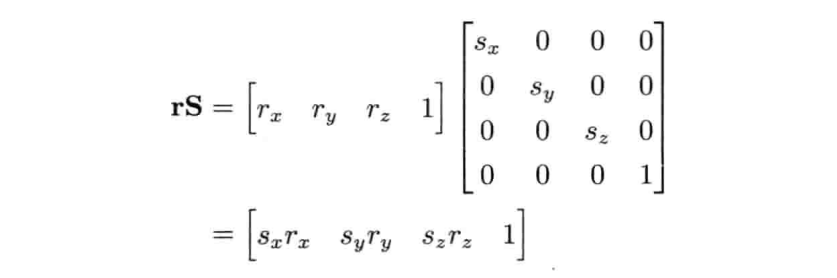 rS = [r_x r_y r_z 1] [s_x 0 0 0
0 s_y 0 0
0 0 s_z 0
0 0 0 1]
= [s_x r_x s_y r_y s_z r_z 1]